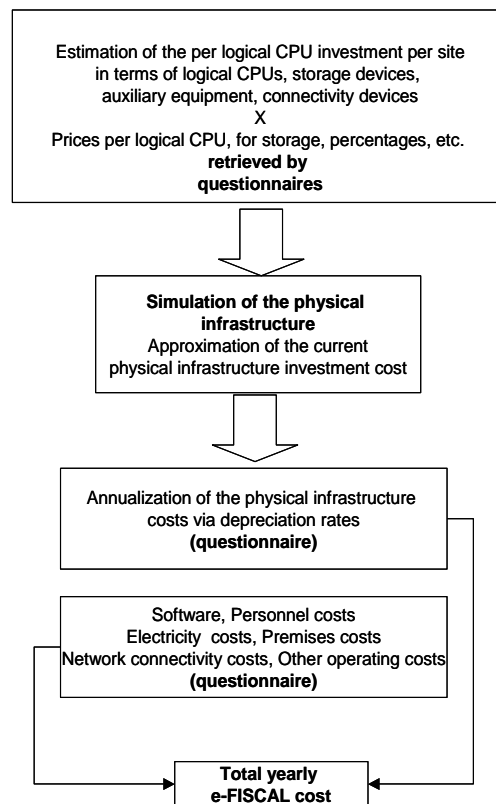 Estimation of the per logical CPU investment per site
in terms of logical CPUs, storage devices,
auxiliary equipment, connectivity devices
X
Prices per logical CPU, for storage, percentages, etc.
retrieved by
questionnaires
Simulation of the physical
infrastructure
Approximation of the current
physical infrastructure investment cost
Annualization of the physical infrastructure
costs via depreciation rates
(questionnaire)
Software, Personnel costs
Electricity costs, Premises costs
Network connectivity costs, Other operating costs
(questionnaire)
Total yearly
e-FISCAL cost